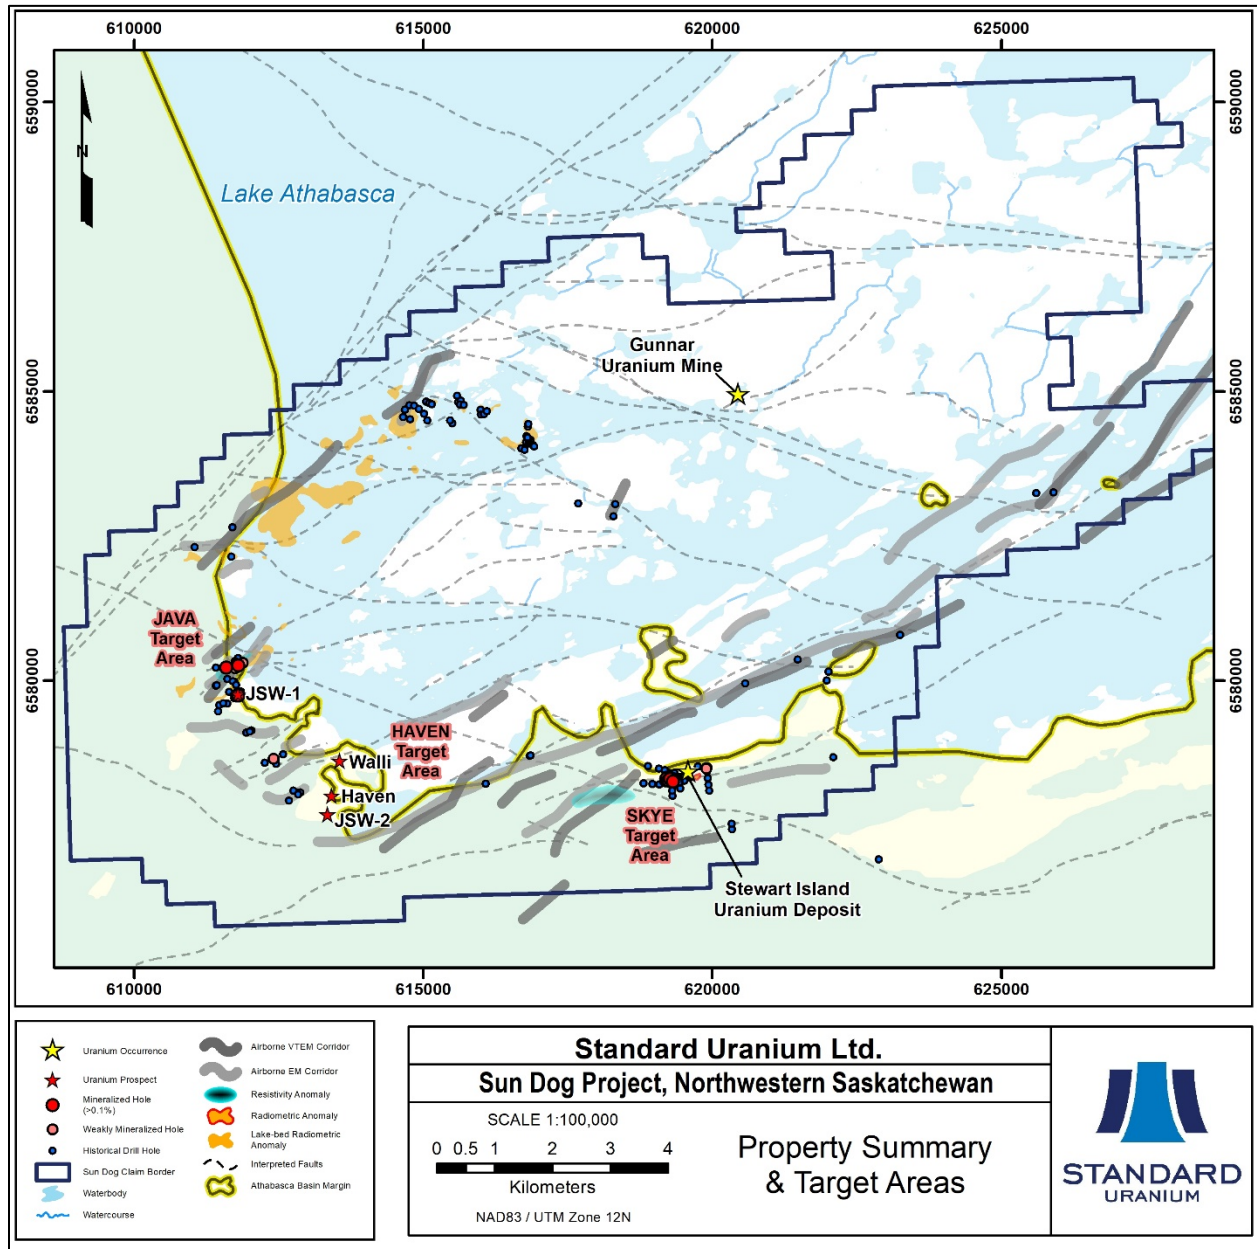 610000
615000
620000
625000
6590000
6590000
N
Lake Athabasca
Gunnar
Uranium Mine
6585000
6585000
JAVA
Target
Area
6580000
6580000
JSW-1
HAVEN
Target
Area
Walli
Haven
JSW-2
SKYE
Target
Area
Stewart Island
Uranium Deposit
610000
615000
620000
625000
Uranium Occurrence
Uranium Prospect
Mineralized Hole
(>0.1%)
Weakly Mineralized Hole
Historical Drill Hole
Sun Dog Claim Border
Waterbody
Watercourse
Airborne VTEM Corridor
Airborne EM Corridor
Resistivity Anomaly
Radiometric Anomaly
Lake-bed Radiometric
Anomaly
Interpreted Faults
Athabasca Basin Margin
Standard Uranium Ltd.
Sun Dog Project, Northwestern Saskatchewan
SCALE 1:100,000
0 0.5 1 2 3 4
Kilometers
NAD83 / UTM Zone 12N
Property Summary
& Target Areas
STANDARD
URANIUM